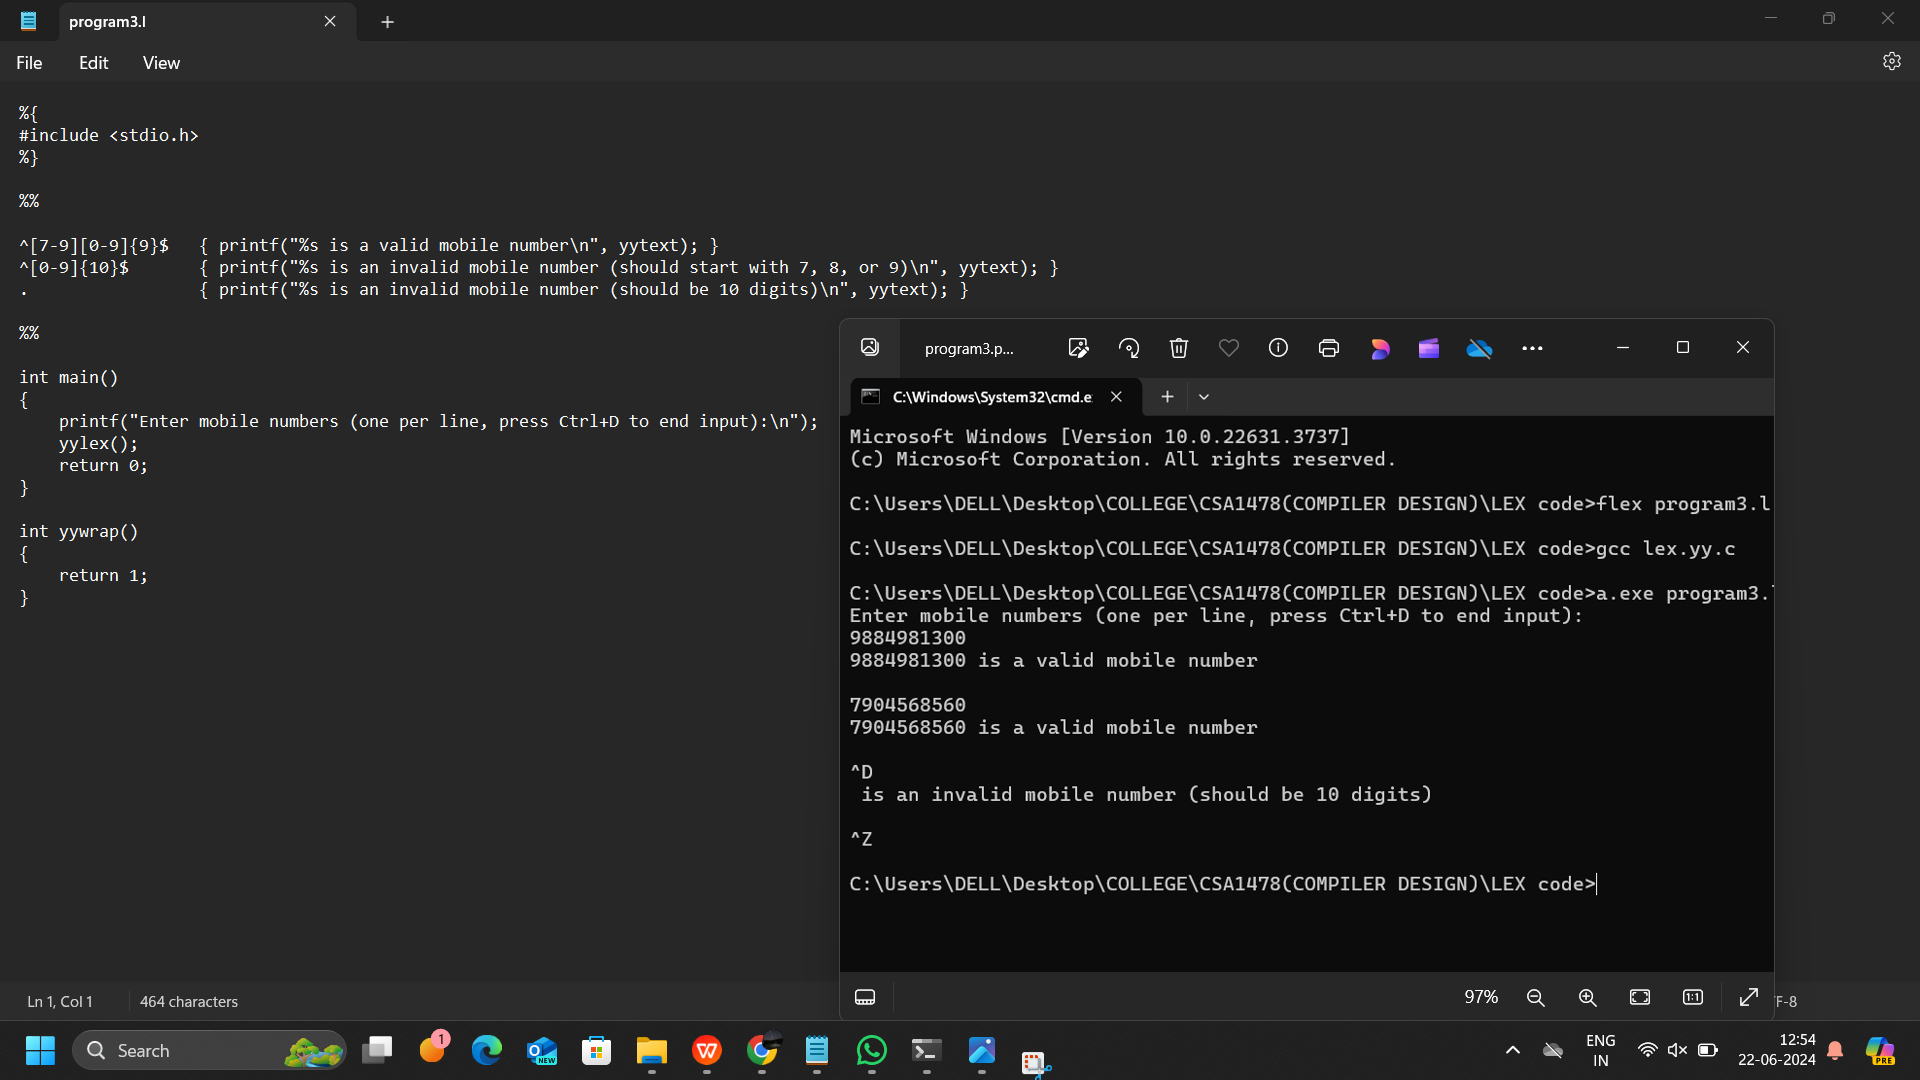 program3.l
File Edit View
%{
#include <stdio.h>
%}
%%
^[7-9][0-9]{9}$ { printf("%s is a valid mobile number\n", yytext); }
^[0-9]{10}$ { printf("%s is an invalid mobile number (should start with 7, 8, or 9)\n", yytext); }
. { printf("%s is an invalid mobile number (should be 10 digits)\n", yytext); }
%%
int main()
{
    printf("Enter mobile numbers (one per line, press Ctrl+D to end input):\n");
    yylex();
    return 0;
}
int yywrap()
{
    return 1;
}
program3.p...
C:\Windows\System32\cmd.e
Microsoft Windows [Version 10.0.22631.3737]
(c) Microsoft Corporation. All rights reserved.
C:\Users\DELL\Desktop\COLLEGE\CSA1478(COMPILER DESIGN)\LEX code>flex program3.l
C:\Users\DELL\Desktop\COLLEGE\CSA1478(COMPILER DESIGN)\LEX code>gcc lex.yy.c
C:\Users\DELL\Desktop\COLLEGE\CSA1478(COMPILER DESIGN)\LEX code>a.exe program3.l
Enter mobile numbers (one per line, press Ctrl+D to end input):
9884981300
9884981300 is a valid mobile number
7904568560
7904568560 is a valid mobile number
^D
 is an invalid mobile number (should be 10 digits)
^Z
C:\Users\DELL\Desktop\COLLEGE\CSA1478(COMPILER DESIGN)\LEX code>
97% 1:1
Ln 1, Col 1 464 characters F-8
Search 1 NEW W ENG IN 12:54 22-06-2024 PRE